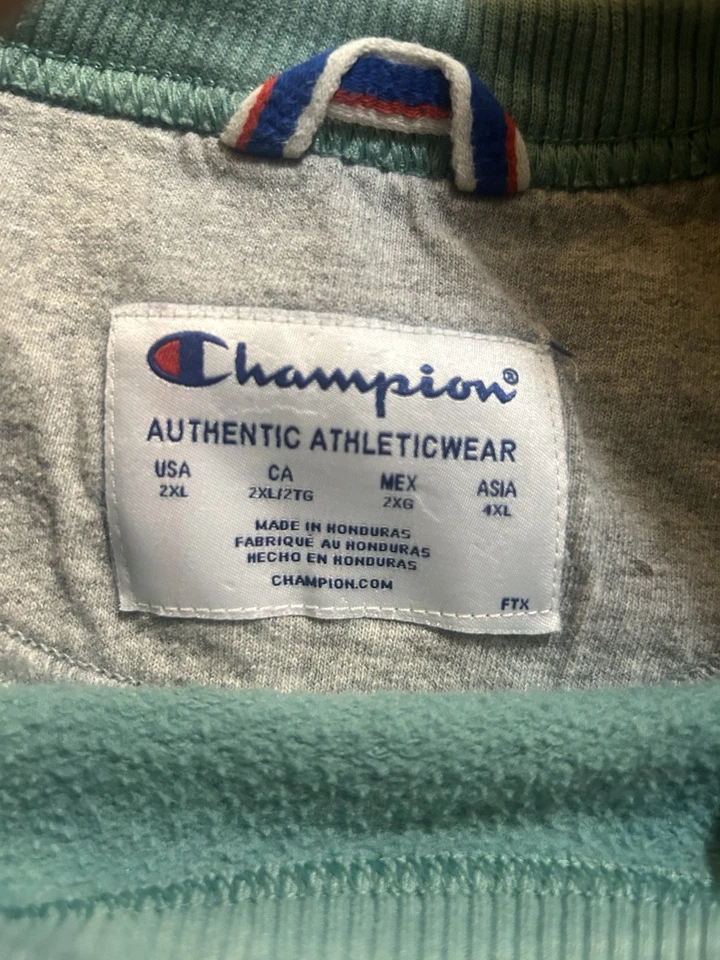 Champion®
AUTHENTIC ATHLETICWEAR
USA CA MEX ASIA
2XL 2XL/2TG 2XG 4XL
MADE IN HONDURAS
FABRIQUÉ AU HONDURAS
HECHO EN HONDURAS
CHAMPION.COM
FTX